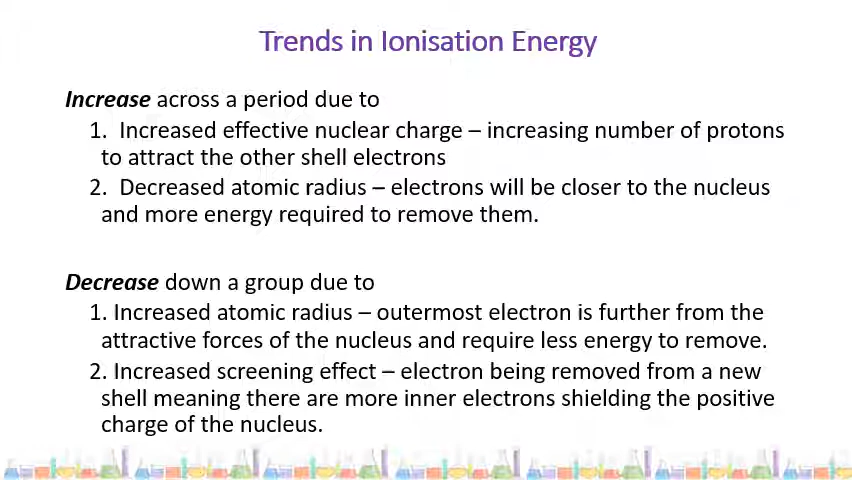 Trends in Ionisation Energy
Increase across a period due to
1. Increased effective nuclear charge – increasing number of protons
to attract the other shell electrons
2. Decreased atomic radius – electrons will be closer to the nucleus
and more energy required to remove them.
Decrease down a group due to
1. Increased atomic radius – outermost electron is further from the
attractive forces of the nucleus and require less energy to remove.
2. Increased screening effect – electron being removed from a new
shell meaning there are more inner electrons shielding the positive
charge of the nucleus.